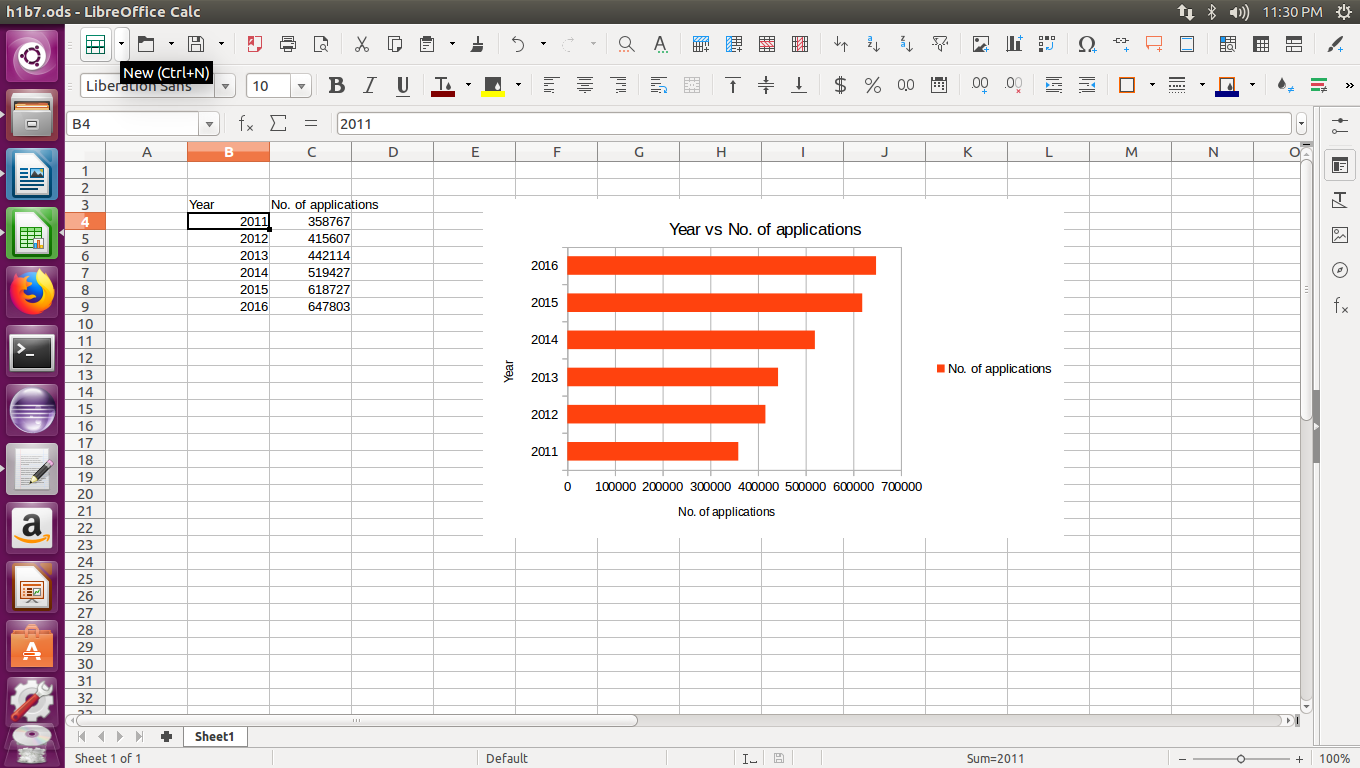 h1b7.ods - LibreOffice Calc
11:30 PM
New (Ctrl+N)
Liberation Sans
10
B4
2011
A B C D E F G H I J K L M N O
1
2
3 Year No. of applications
4 2011 358767
5 2012 415607
6 2013 442114
7 2014 519427
8 2015 618727
9 2016 647803
10
11
12
13
14
15
16
17
18
19
20
21
22
23
24
25
26
27
28
29
30
31
32
33
Year vs No. of applications
2016
2015
2014
2013
2012
2011
Year
0 100000 200000 300000 400000 500000 600000 700000
No. of applications
No. of applications
Sheet1
Sheet 1 of 1
Default
Sum=2011
100%